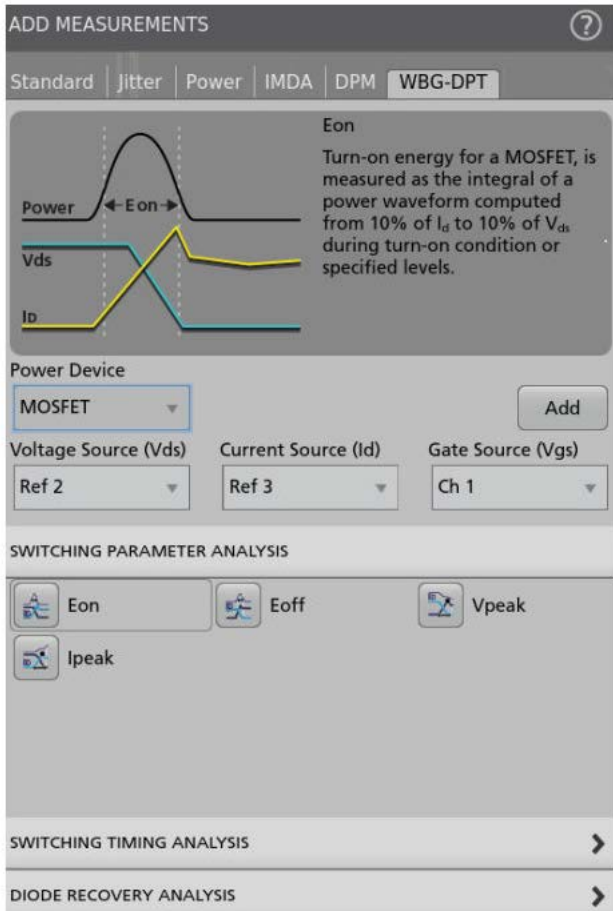 ADD MEASUREMENTS
?
Standard Jitter Power IMDA DPM WBG-DPT
Power
Eon
Vds
ID
Eon
Turn-on energy for a MOSFET, is
measured as the integral of a
power waveform computed
from 10% of Id to 10% of Vds
during turn-on condition or
specified levels.
Power Device
MOSFET
Add
Voltage Source (Vds) Current Source (Id) Gate Source (Vgs)
Ref 2 Ref 3 Ch 1
SWITCHING PARAMETER ANALYSIS
Eon Eoff Vpeak
Ipeak
SWITCHING TIMING ANALYSIS
DIODE RECOVERY ANALYSIS